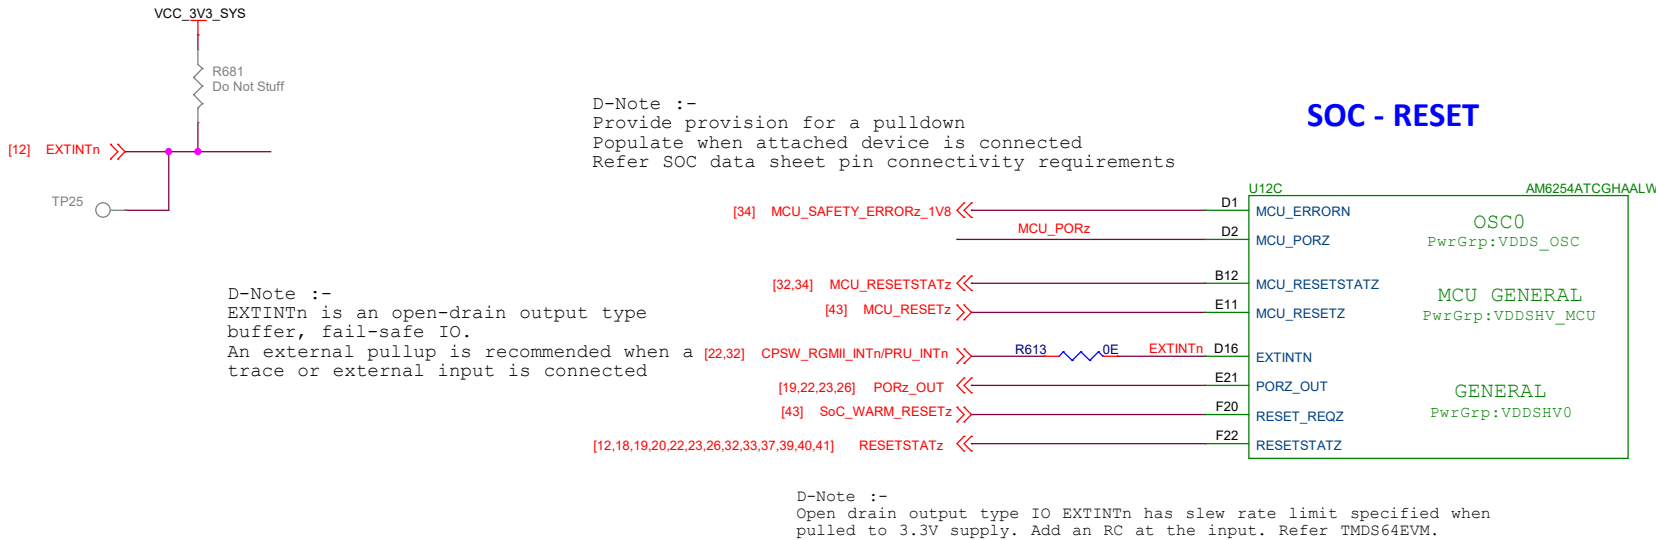 VCC_3V3_SYS
R681
Do Not Stuff
[12] EXTINTn
TP25
D-Note :-
Provide provision for a pulldown
Populate when attached device is connected
Refer SOC data sheet pin connectivity requirements
SOC - RESET
U12C
AM6254ATCGHAALW
[34] MCU_SAFETY_ERRORz_1V8
D1
MCU_ERRORN
MCU_PORz
D2
MCU_PORZ
OSC0
PwrGrp:VDDS_OSC
[32,34] MCU_RESETSTATz
B12
MCU_RESETSTATZ
[43] MCU_RESETz
E11
MCU_RESETZ
MCU GENERAL
PwrGrp:VDDSHV_MCU
D-Note :-
EXTINTn is an open-drain output type
buffer, fail-safe IO.
An external pullup is recommended when a
trace or external input is connected
[22,32] CPSW_RGMII_INTn/PRU_INTn
R613
0E
EXTINTn
D16
EXTINTN
[19,22,23,26] PORz_OUT
E21
PORZ_OUT
[43] SoC_WARM_RESETz
F20
RESET_REQZ
GENERAL
PwrGrp:VDDSHV0
[12,18,19,20,22,23,26,32,33,37,39,40,41] RESETSTATz
F22
RESETSTATZ
D-Note :-
Open drain output type IO EXTINTn has slew rate limit specified when
pulled to 3.3V supply. Add an RC at the input. Refer TMDS64EVM.